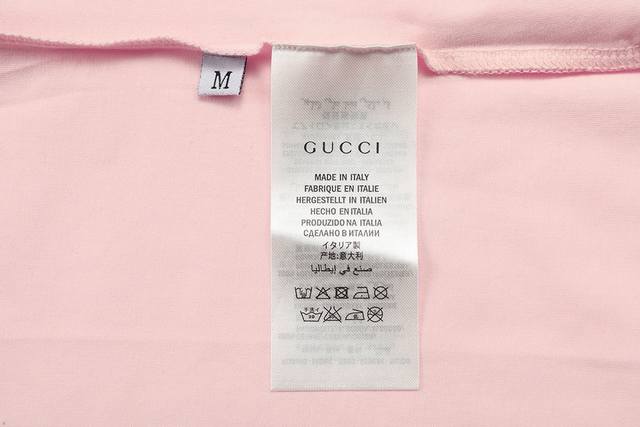 M
GUCCI
MADE IN ITALY
FABRIQUE EN ITALIE
HERGESTELLT IN ITALIEN
HECHO EN ITALIA
PRODUZIDO NA ITALIA
СДЕЛАНО В ИТАЛИИ
イタリア製
产地:意大利
صنع في إيطاليا